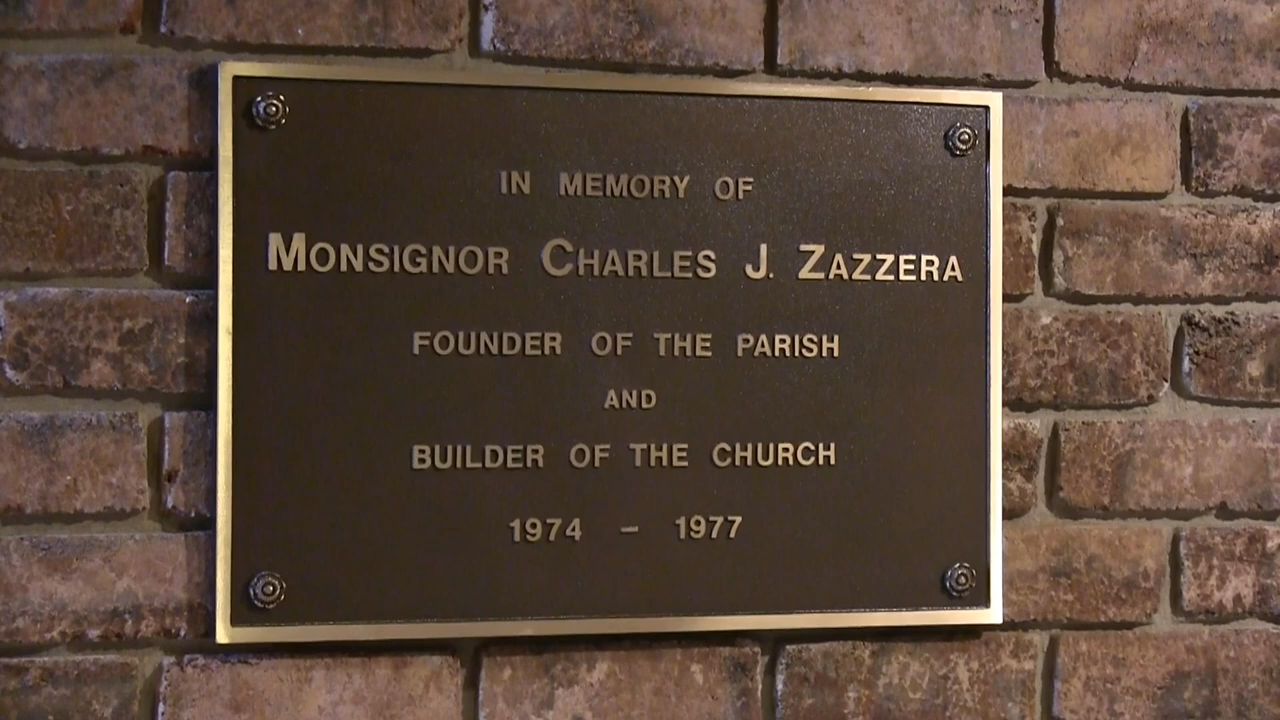 IN MEMORY OF
MONSIGNOR CHARLES J. ZAZZERA
FOUNDER OF THE PARISH
AND
BUILDER OF THE CHURCH
1974 - 1977